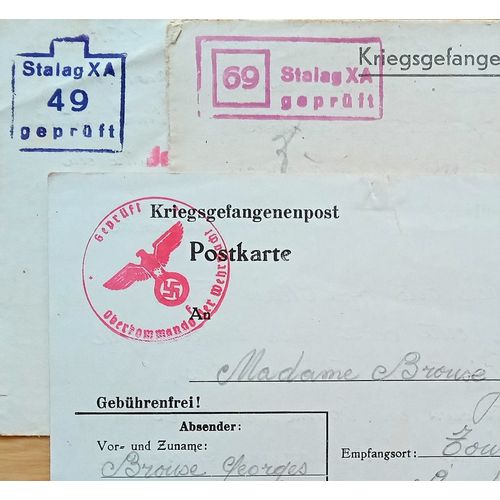 Stalag XA
49
geprüft
69
Stalag XA
geprüft
Kriegsgefange
Kriegsgefangenenpost
Postkarte
Geprüft
Oberkommando der Wehrmacht
An
Madame Brouse
Gebührenfrei!
Absender:
Vor- und Zuname:
Brouse Georges
Empfangsort: